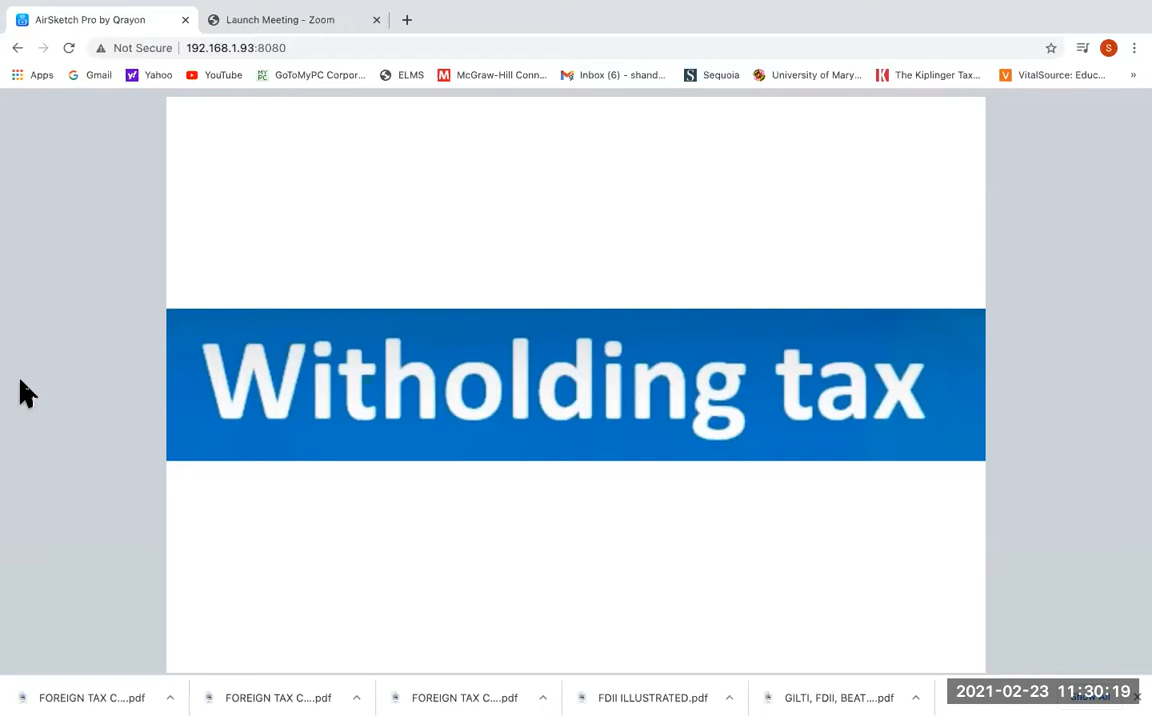 AirSketch Pro by Qrayon
Launch Meeting - Zoom
Not Secure 192.168.1.93:8080
S
Apps Gmail Yahoo YouTube GoToMyPC Corpor... ELMS McGraw-Hill Conn... Inbox (6) - shand... Sequoia University of Mary... The Kiplinger Tax... VitalSource: Educ... »
Witholding tax
FOREIGN TAX C....pdf FOREIGN TAX C....pdf FOREIGN TAX C....pdf FDII ILLUSTRATED.pdf GILTI, FDII, BEAT....pdf
2021-02-23 11:30:19
Show All